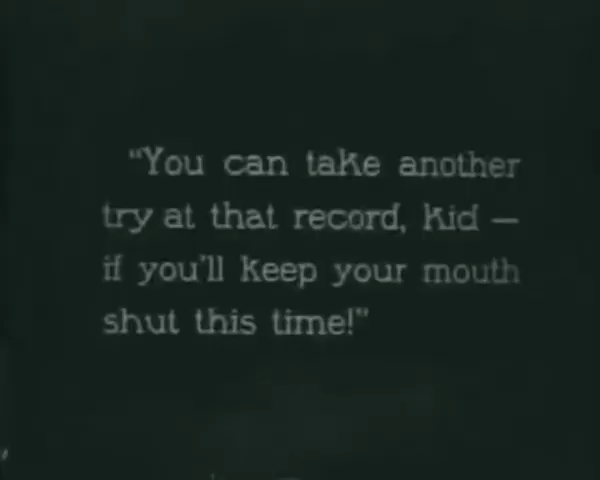 "You can take another
try at that record, kid —
if you'll keep your mouth
shut this time!"